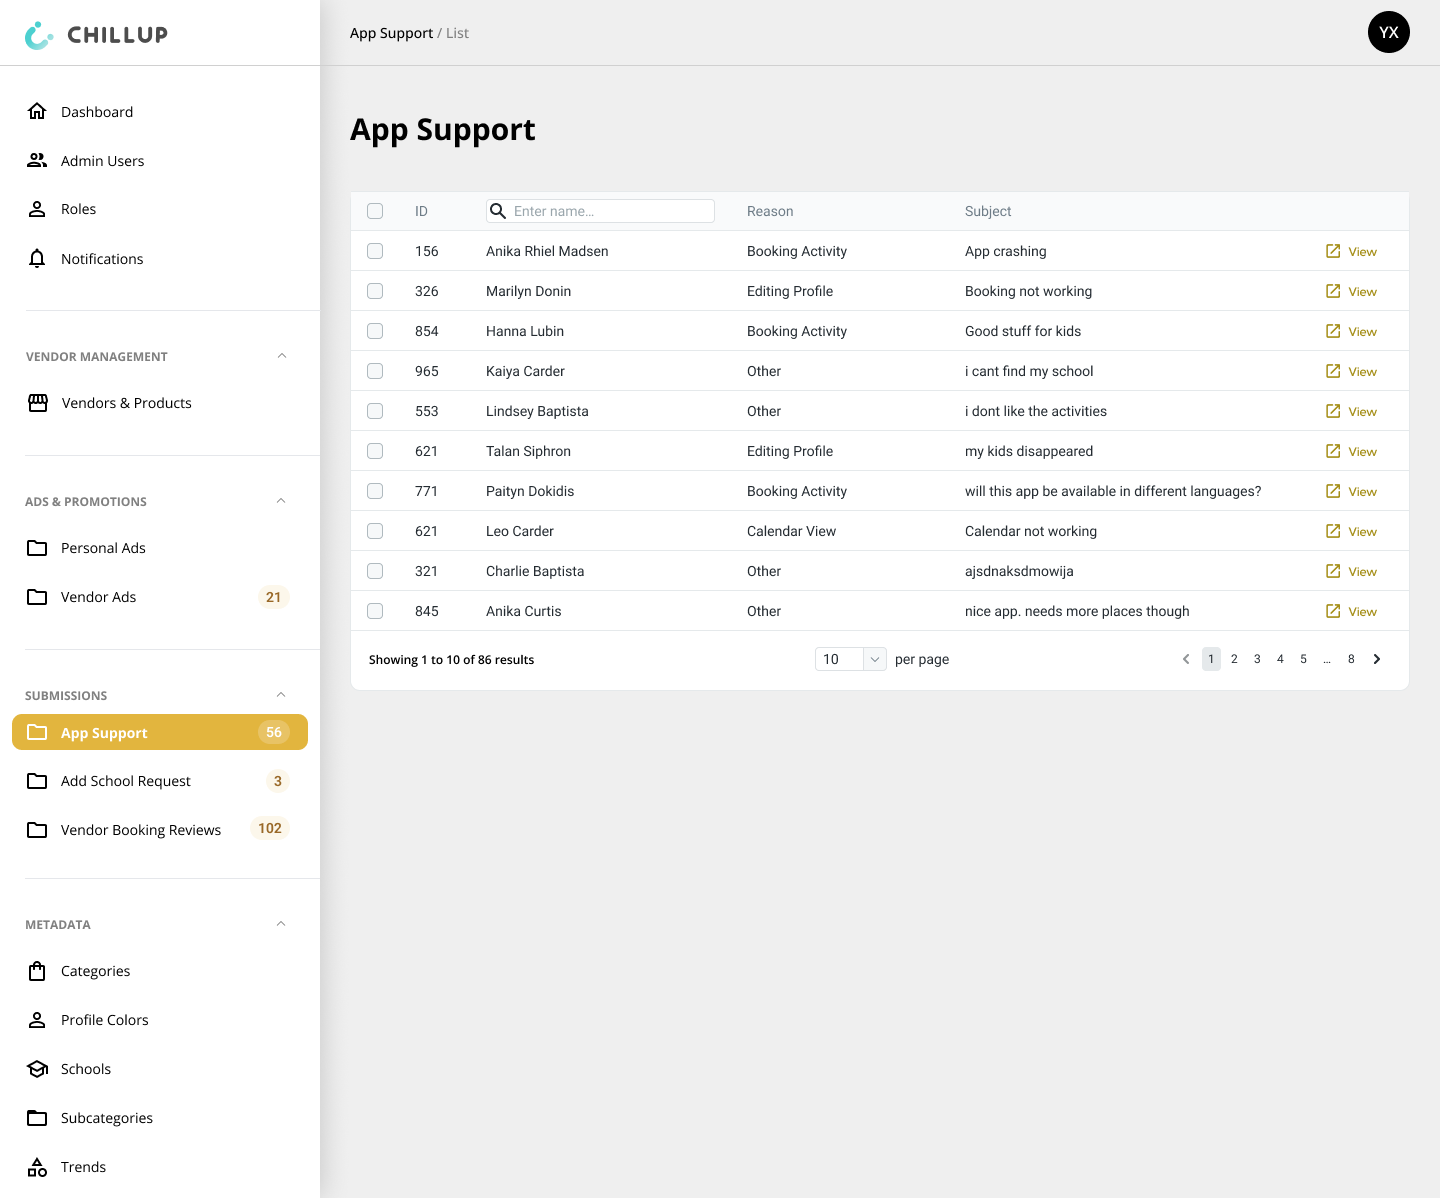 CHILLUP
App Support / List
YX
Dashboard
Admin Users
Roles
Notifications
VENDOR MANAGEMENT
Vendors & Products
ADS & PROMOTIONS
Personal Ads
Vendor Ads 21
SUBMISSIONS
App Support 56
Add School Request 3
Vendor Booking Reviews 102
METADATA
Categories
Profile Colors
Schools
Subcategories
Trends
App Support
ID Enter name... Reason Subject
156 Anika Rhiel Madsen Booking Activity App crashing View
326 Marilyn Donin Editing Profile Booking not working View
854 Hanna Lubin Booking Activity Good stuff for kids View
965 Kaiya Carder Other i cant find my school View
553 Lindsey Baptista Other i dont like the activities View
621 Talan Siphron Editing Profile my kids disappeared View
771 Paityn Dokidis Booking Activity will this app be available in different languages? View
621 Leo Carder Calendar View Calendar not working View
321 Charlie Baptista Other ajsdnaksdmowija View
845 Anika Curtis Other nice app. needs more places though View
Showing 1 to 10 of 86 results 10 per page 1 2 3 4 5 ... 8